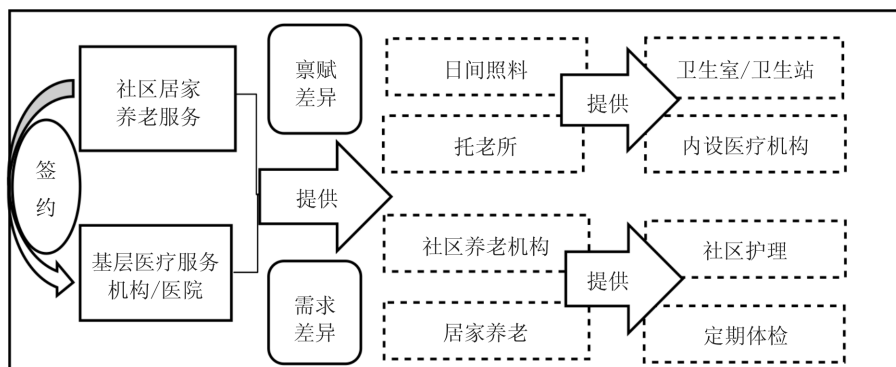 社区居家
养老服务
签
约
基层医疗服务
机构/医院
禀赋
差异
提供
需求
差异
日间照料
托老所
社区养老机构
居家养老
提供
提供
卫生室/卫生站
内设医疗机构
社区护理
定期体检